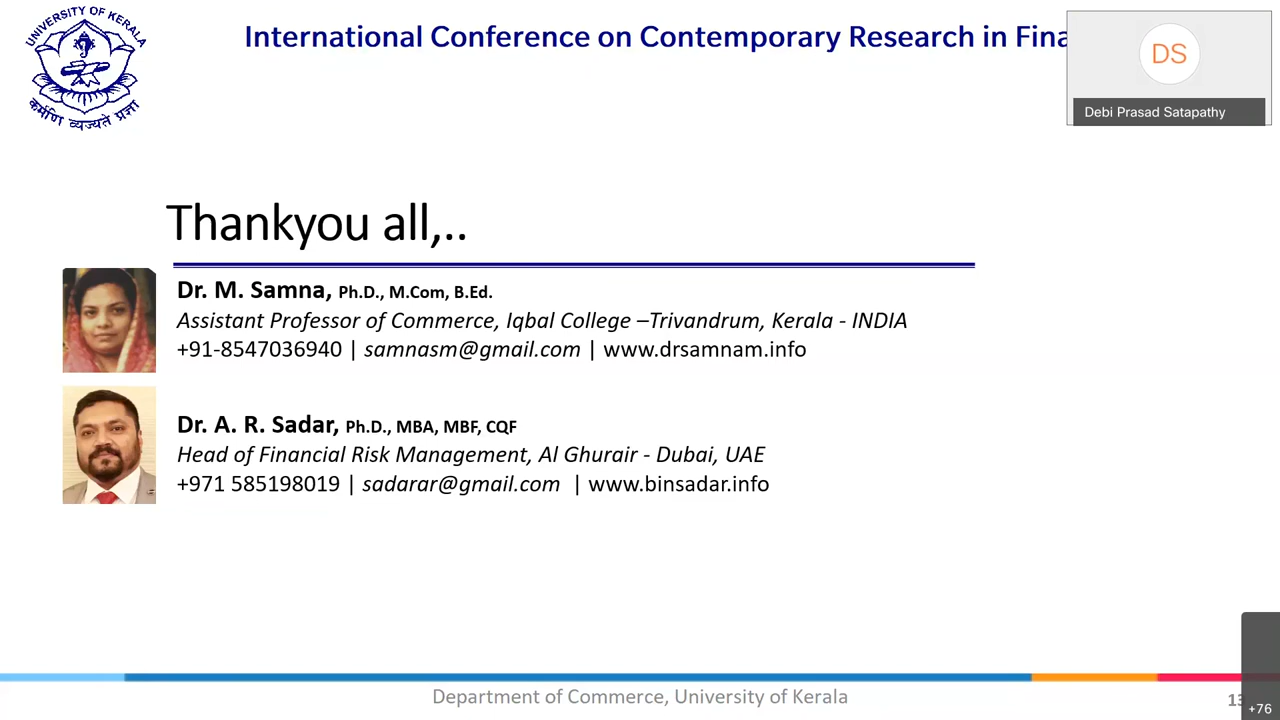 UNIVERSITY OF KERALA
कर्मणि व्यज्यते प्रज्ञा
International Conference on Contemporary Research in Fina
DS
Debi Prasad Satapathy
Thankyou all,..
Dr. M. Samna, Ph.D., M.Com, B.Ed.
Assistant Professor of Commerce, Iqbal College –Trivandrum, Kerala - INDIA
+91-8547036940 | samnasm@gmail.com | www.drsamnam.info
Dr. A. R. Sadar, Ph.D., MBA, MBF, CQF
Head of Financial Risk Management, Al Ghurair - Dubai, UAE
+971 585198019 | sadarar@gmail.com | www.binsadar.info
Department of Commerce, University of Kerala
13
+76